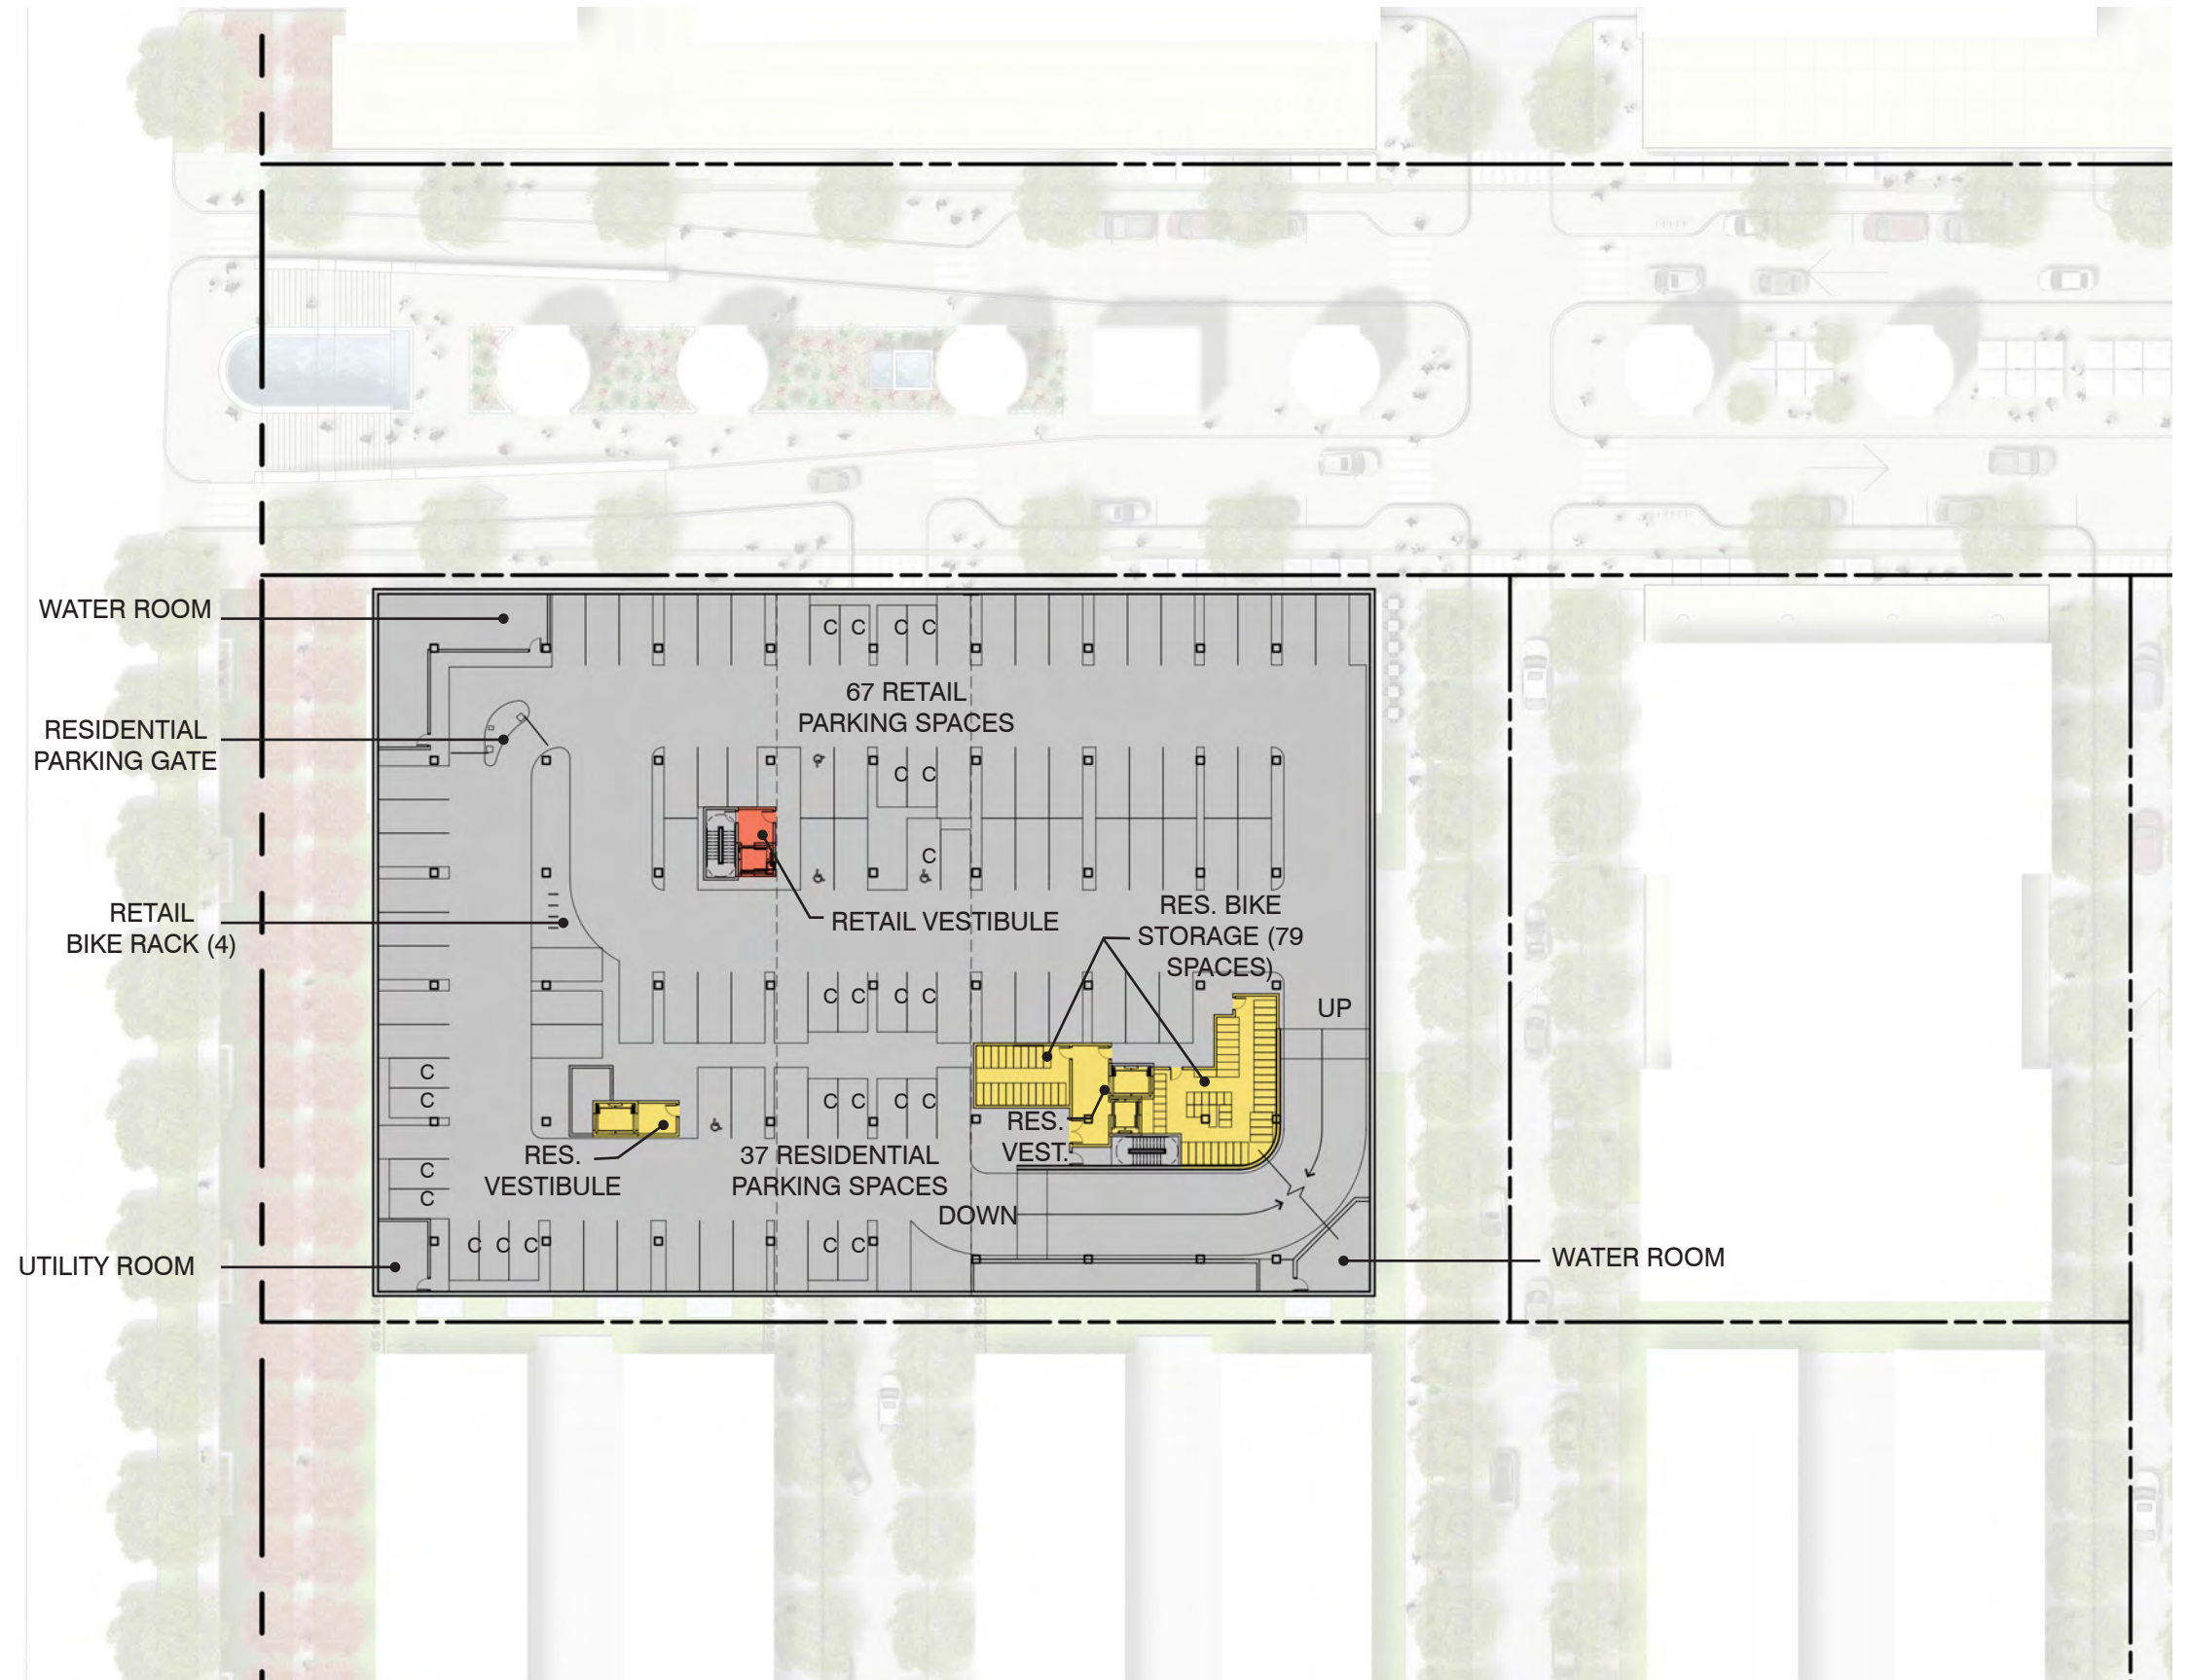 C C C C
WATER ROOM
67 RETAIL
PARKING SPACES
RESIDENTIAL
PARKING GATE
C C
C
RETAIL
BIKE RACK (4)
RETAIL VESTIBULE
RES. BIKE
STORAGE (79
SPACES)
C C C C
UP
C
C
C C C C
RES.
VEST.
RES.
VESTIBULE
37 RESIDENTIAL
PARKING SPACES
C
C
DOWN
C C C
C C
UTILITY ROOM
WATER ROOM